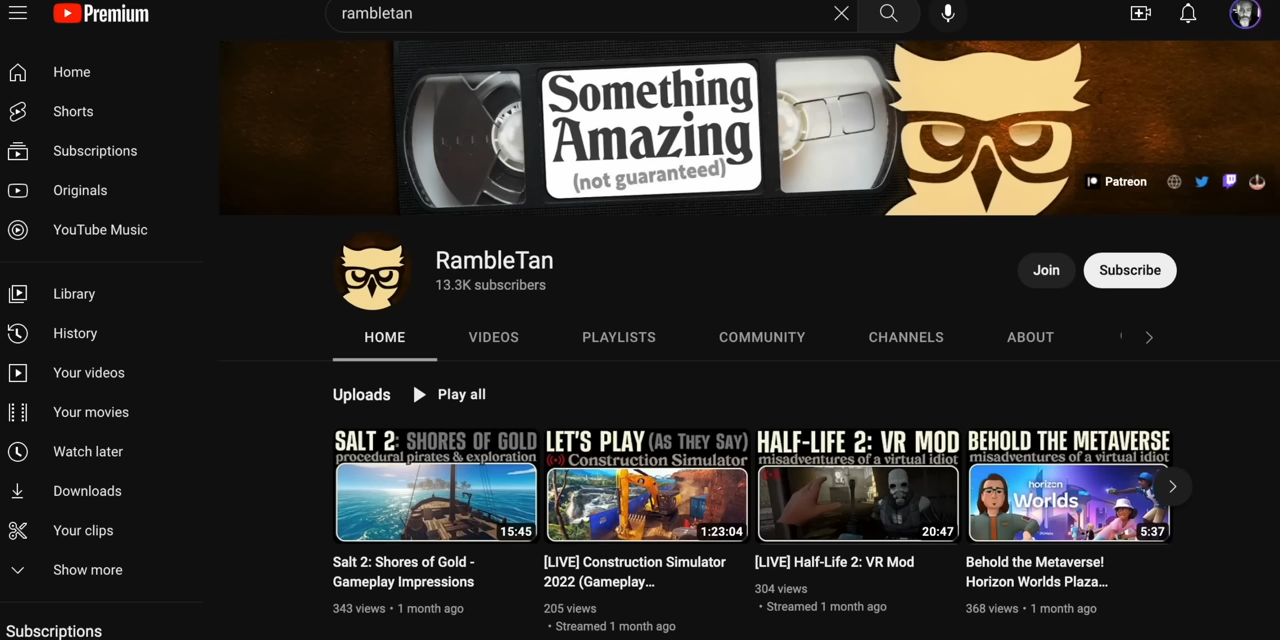 Premium
rambletan
Home
Shorts
Subscriptions
Originals
YouTube Music
Library
History
Your videos
Your movies
Watch later
Downloads
Your clips
Show more
Subscriptions
Something
Amazing
(not guaranteed)
Patreon
RambleTan
13.3K subscribers
Join
Subscribe
HOME
VIDEOS
PLAYLISTS
COMMUNITY
CHANNELS
ABOUT
Uploads
Play all
SALT 2: SHORES OF GOLD
procedural pirates & exploration
15:45
Salt 2: Shores of Gold -
Gameplay Impressions
343 views • 1 month ago
LET'S PLAY (AS THEY SAY)
Construction Simulator
1:23:04
[LIVE] Construction Simulator
2022 (Gameplay...
205 views
• Streamed 1 month ago
HALF-LIFE 2: VR MOD
misadventures of a virtual idiot
20:47
[LIVE] Half-Life 2: VR Mod
304 views
• Streamed 1 month ago
BEHOLD THE METAVERSE
misadventures of a virtual idiot
horizon
Worlds
5:37
Behold the Metaverse!
Horizon Worlds Plaza...
368 views • 1 month ago